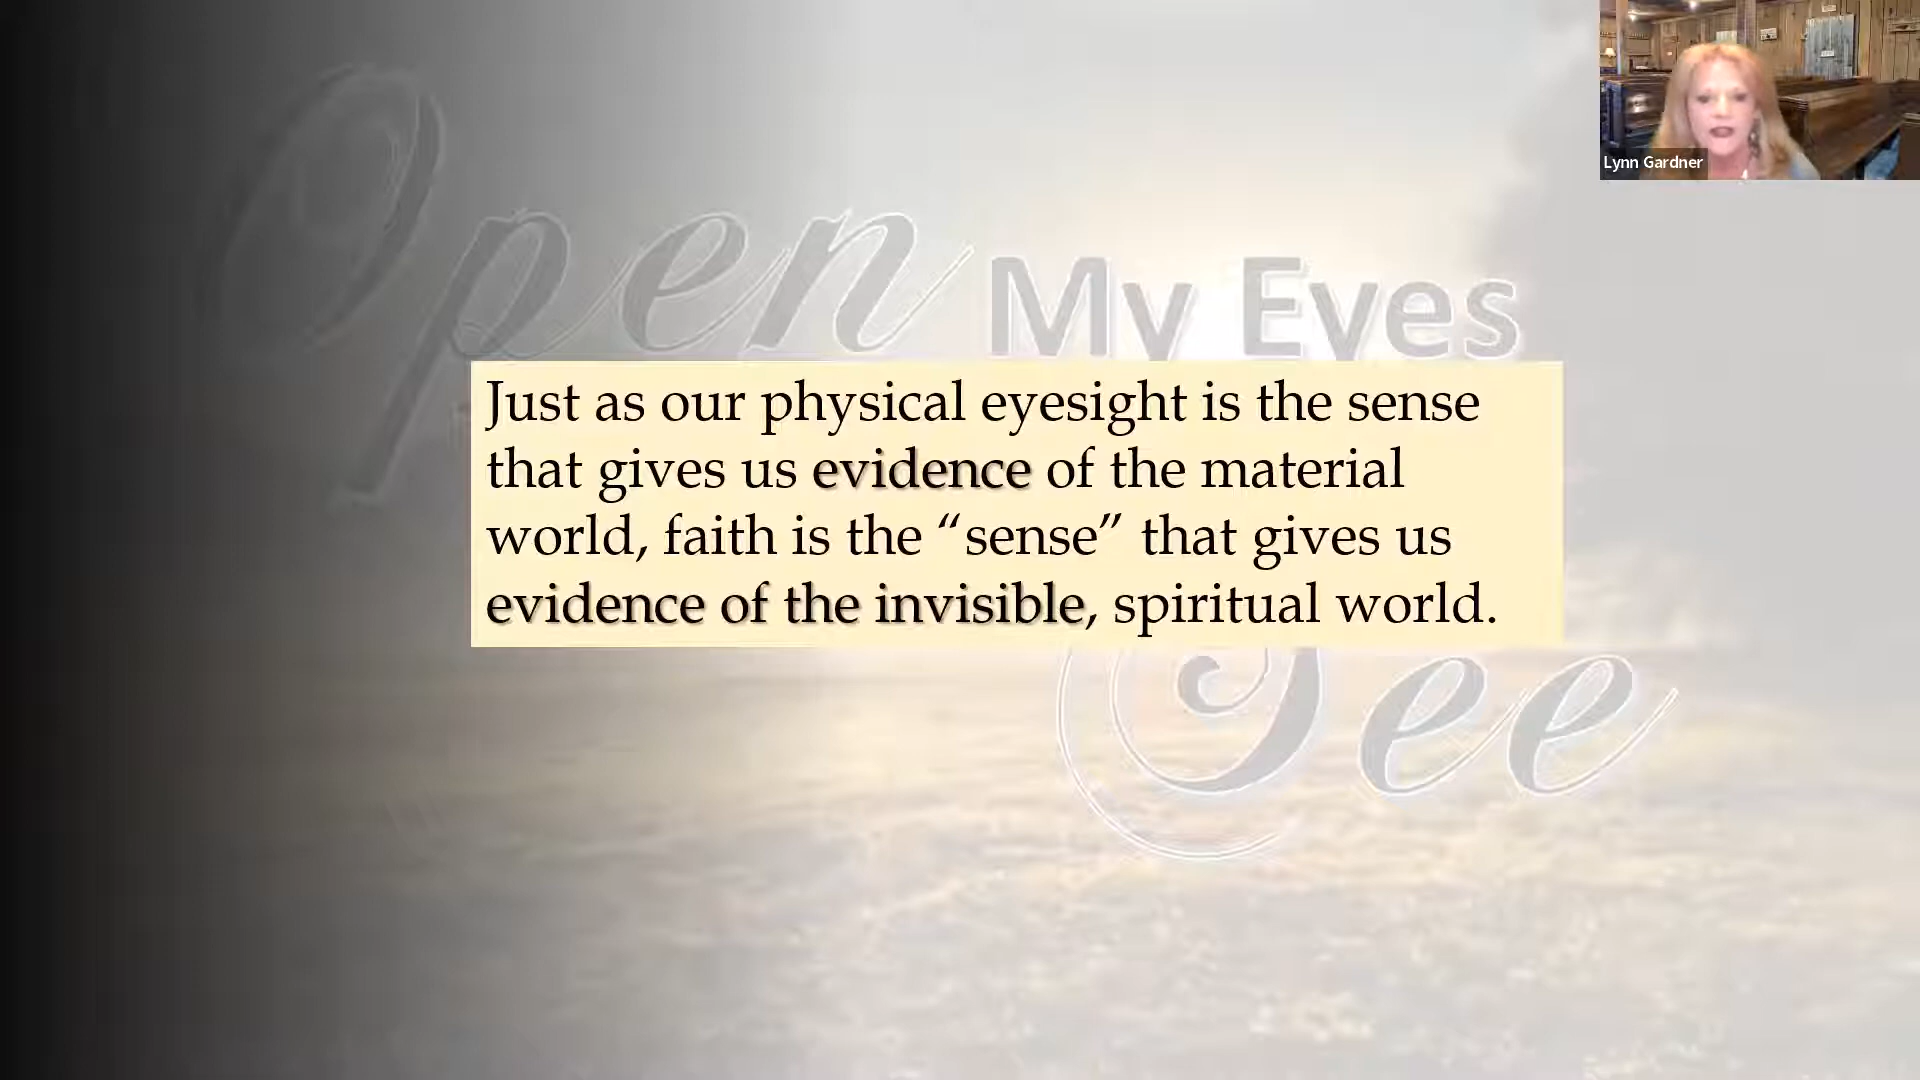 Lynn Gardner
Open My Eyes
Just as our physical eyesight is the sense
that gives us evidence of the material
world, faith is the “sense” that gives us
evidence of the invisible, spiritual world.
See